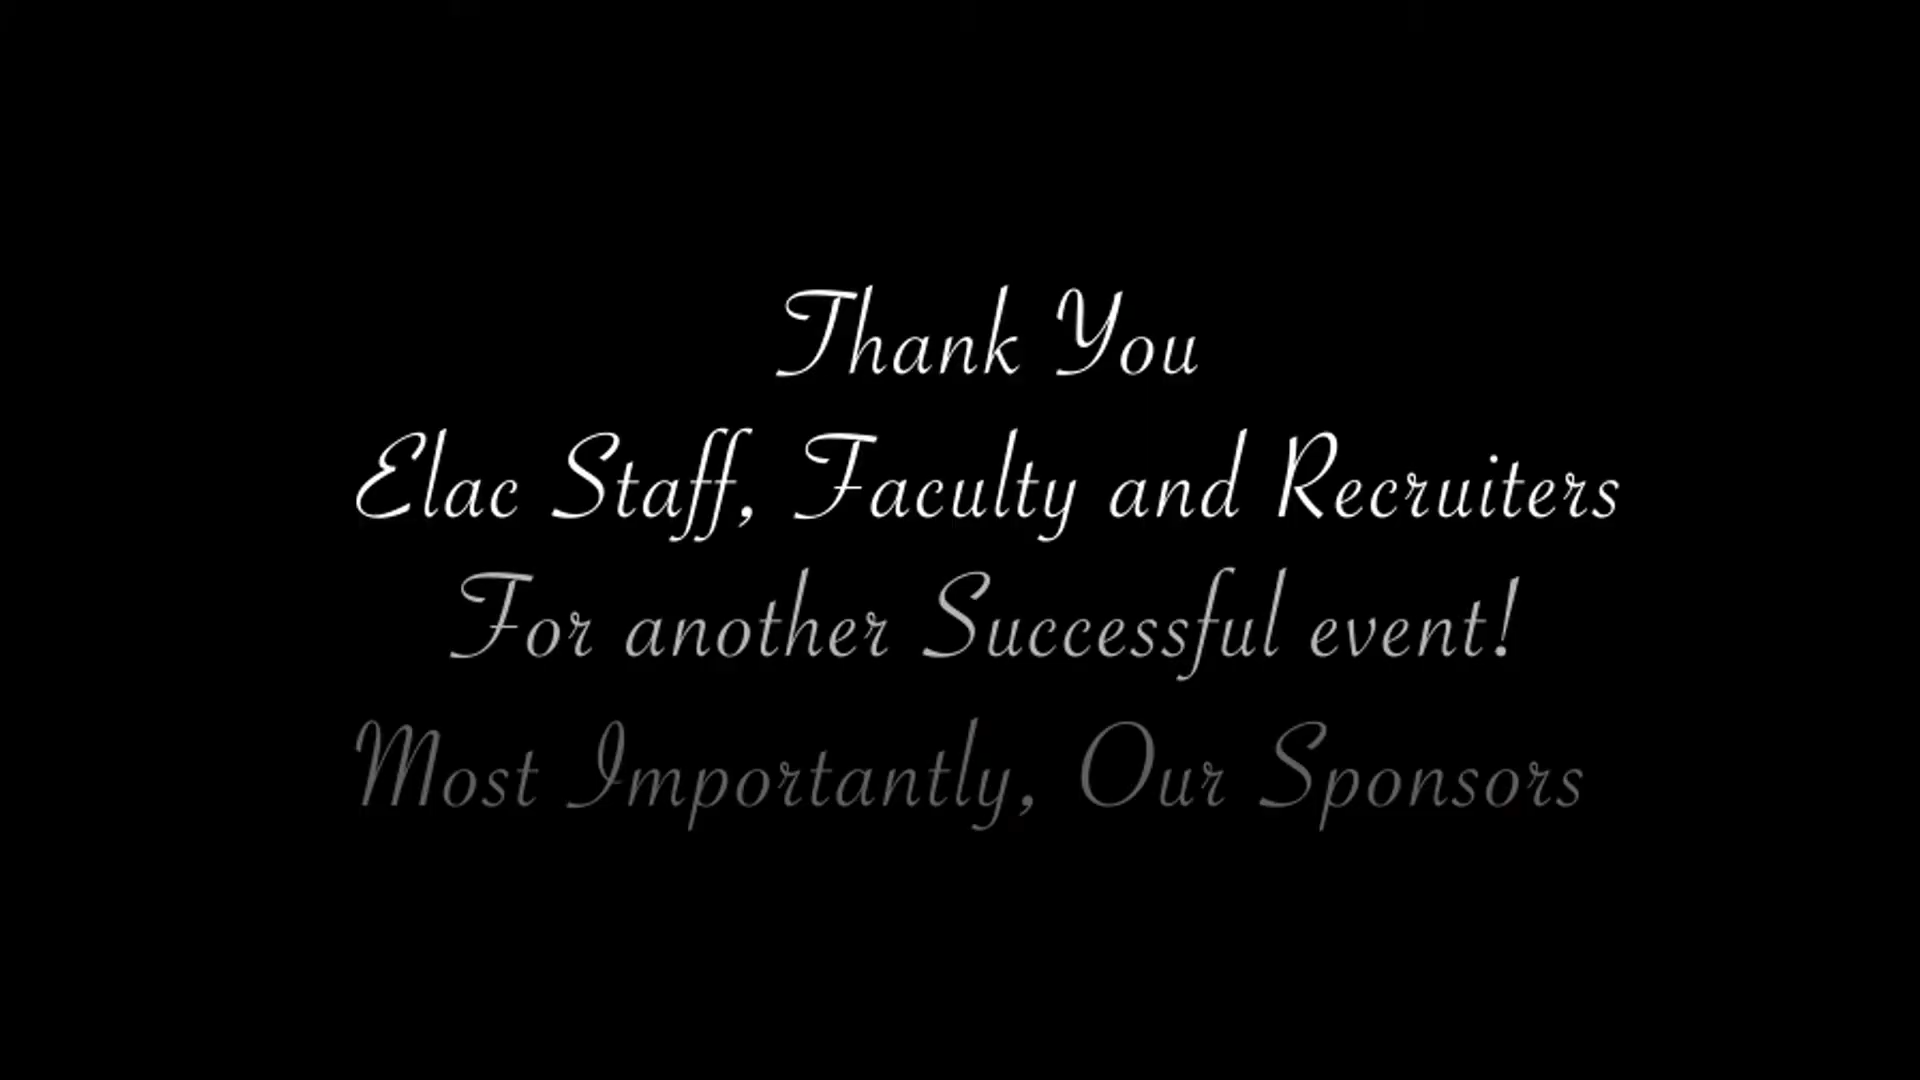 Thank You
Elac Staff, Faculty and Recruiters
For another Successful event!
Most Importantly, Our Sponsors